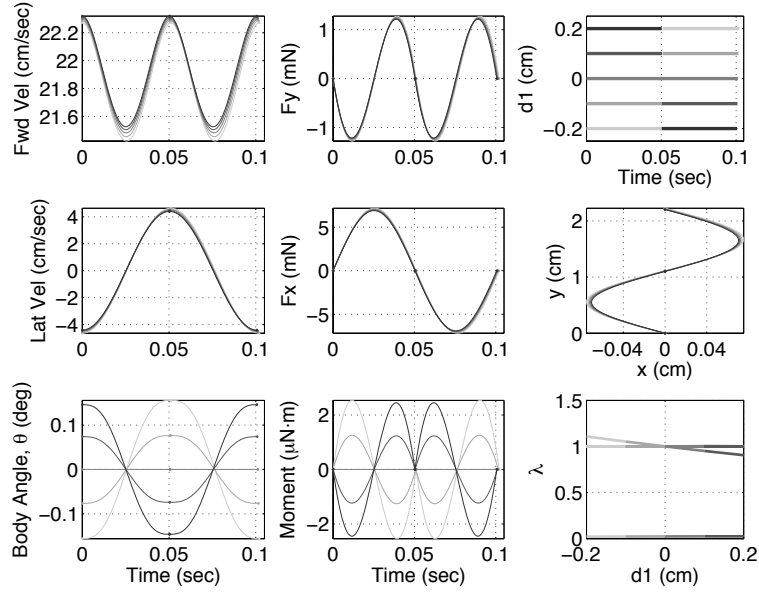 Fwd Vel (cm/sec)
22.2
22
21.8
21.6
0 0.05 0.1
Fy (mN)
1
0
−1
0 0.05 0.1
d1 (cm)
0.2
0
−0.2
0 0.05 0.1
Time (sec)
Lat Vel (cm/sec)
4
2
0
−2
−4
0 0.05 0.1
Fx (mN)
5
0
−5
0 0.05 0.1
y (cm)
2
1
0
−0.04 0 0.04
x (cm)
Body Angle, θ (deg)
0.1
0
−0.1
0 0.05 0.1
Time (sec)
Moment (μN·m)
2
0
−2
0 0.05 0.1
Time (sec)
λ
1.5
1
0.5
0
−0.2 0 0.2
d1 (cm)